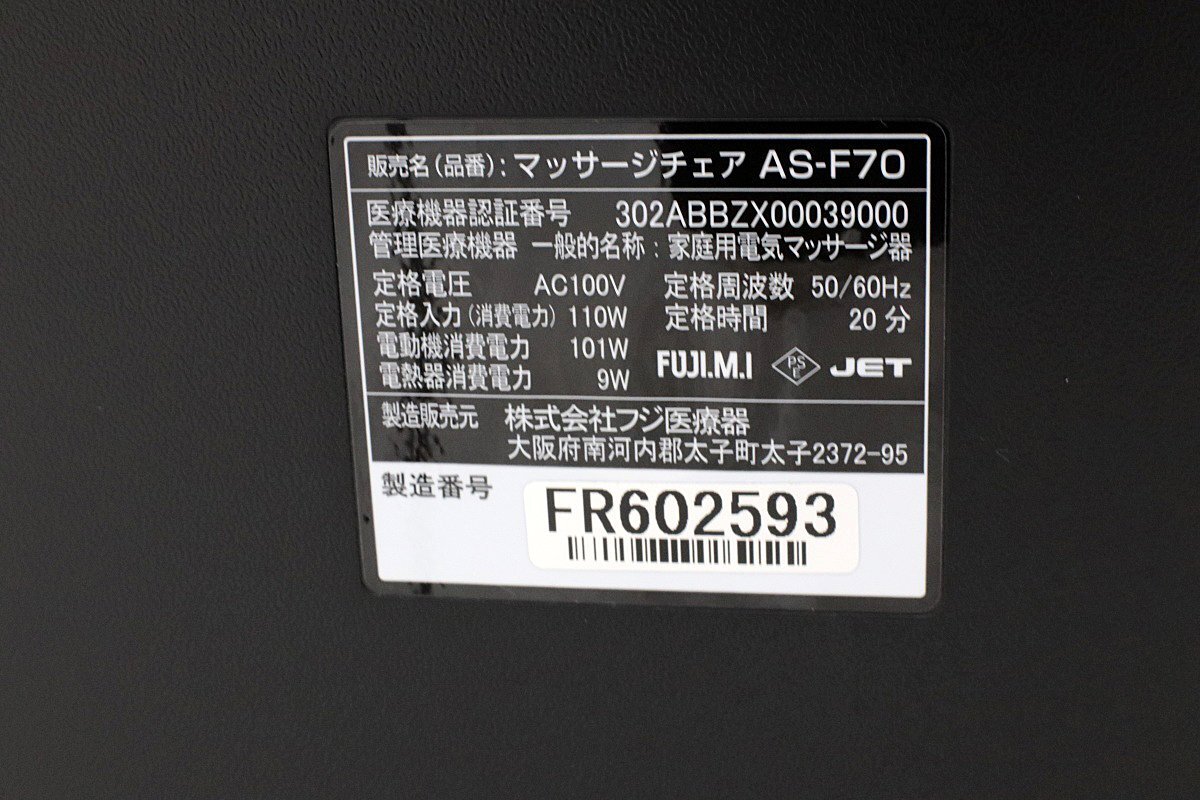 販売名(品番):マッサージチェア AS-F70
医療機器認証番号 302ABBZX00039000
管理医療機器 一般的名称:家庭用電気マッサージ器
定格電圧 AC100V 定格周波数 50/60Hz
定格入力(消費電力) 110W 定格時間 20分
電動機消費電力 101W
電熱器消費電力 9W
FUJI.M.I PSE JET
製造販売元 株式会社フジ医療器
大阪府南河内郡太子町太子2372-95
製造番号 FR602593